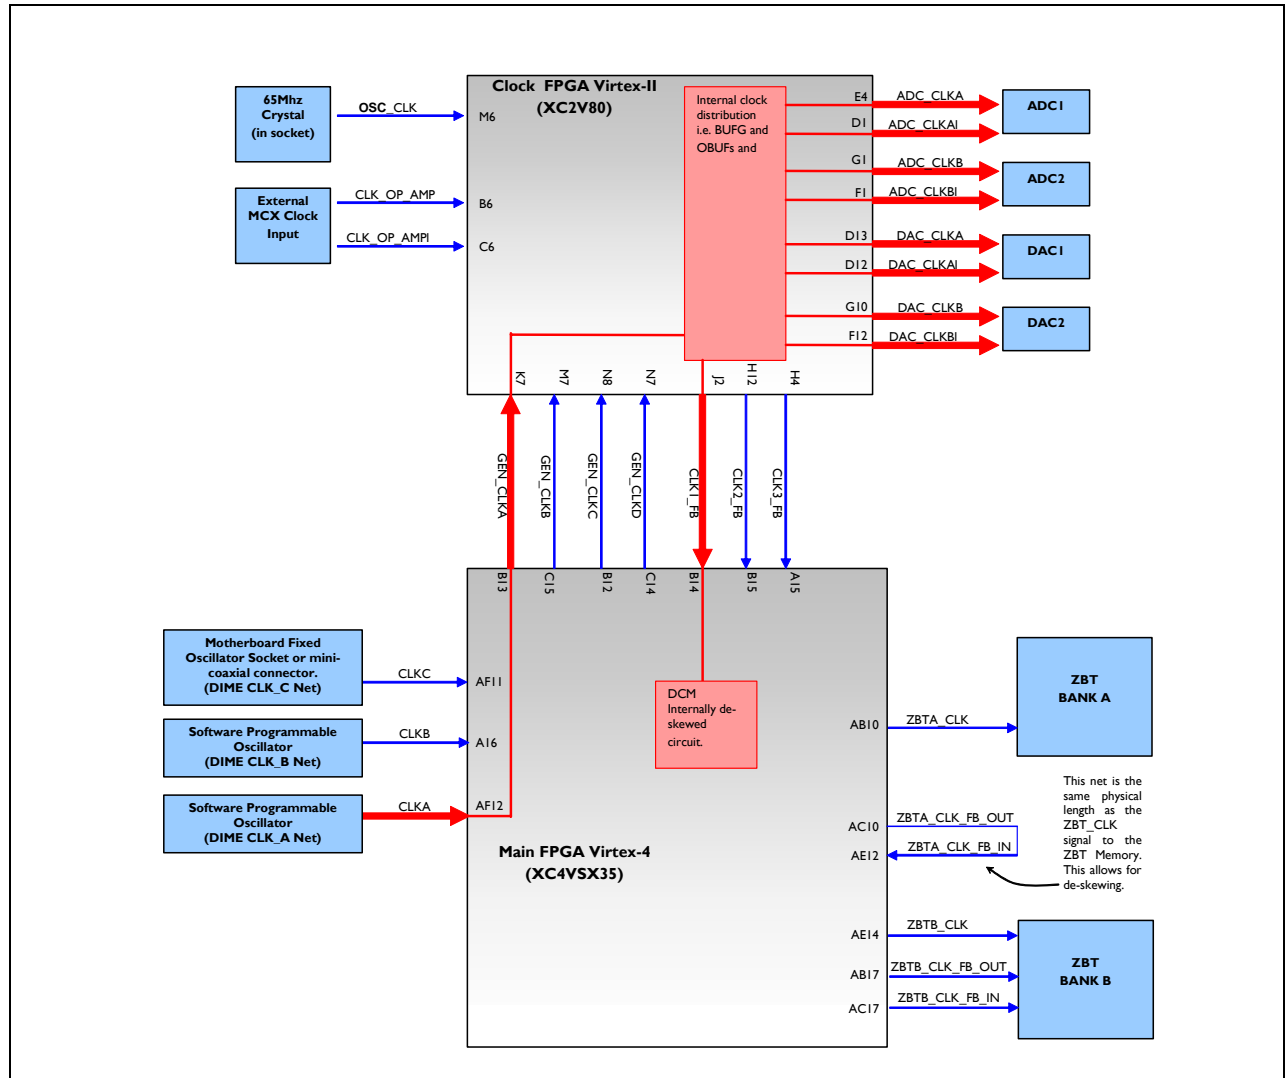 Clock FPGA Virtex-II
(XC2V80)
65Mhz
Crystal
(in socket)
OSC_CLK
M6
External
MCX Clock
Input
CLK_OP_AMP
B6
CLK_OP_AMPI
C6
Internal clock
distribution
i.e. BUFG and
OBUFs and
E4
ADC_CLKA
D1
ADC_CLKAI
ADC1
G1
ADC_CLKB
F1
ADC_CLKBI
ADC2
D13
DAC_CLKA
D12
DAC_CLKAI
DAC1
G10
DAC_CLKB
F12
DAC_CLKBI
DAC2
K7
M7
N8
N7
J2
H12
H4
GEN_CLKA
GEN_CLKB
GEN_CLKC
GEN_CLKD
CLK1_FB
CLK2_FB
CLK3_FB
B13
C15
B12
C14
B14
B15
A15
Motherboard Fixed
Oscillator Socket or mini-
coaxial connector.
(DIME CLK_C Net)
CLKC
AF11
Software Programmable
Oscillator
(DIME CLK_B Net)
CLKB
A16
Software Programmable
Oscillator
(DIME CLK_A Net)
CLKA
AF12
DCM
Internally de-
skewed
circuit.
Main FPGA Virtex-4
(XC4VSX35)
AB10
ZBTA_CLK
ZBT
BANK A
AC10
ZBTA_CLK_FB_OUT
AE12
ZBTA_CLK_FB_IN
This net is the
same physical
length as the
ZBT_CLK
signal to the
ZBT Memory.
This allows for
de-skewing.
AE14
ZBTB_CLK
AB17
ZBTB_CLK_FB_OUT
AC17
ZBTB_CLK_FB_IN
ZBT
BANK B